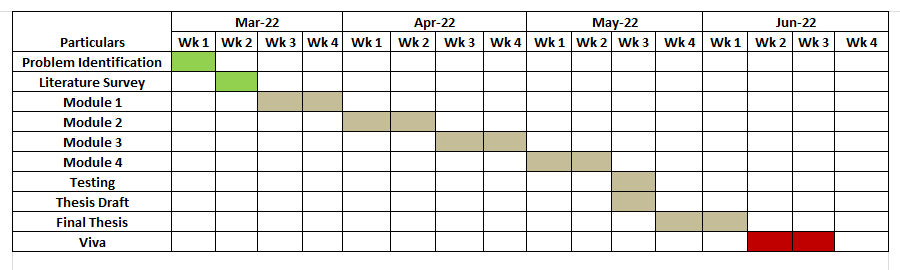 Mar-22 Apr-22 May-22 Jun-22
Particulars Wk 1 Wk 2 Wk 3 Wk 4 Wk 1 Wk 2 Wk 3 Wk 4 Wk 1 Wk 2 Wk 3 Wk 4 Wk 1 Wk 2 Wk 3 Wk 4
Problem Identification
Literature Survey
Module 1
Module 2
Module 3
Module 4
Testing
Thesis Draft
Final Thesis
Viva